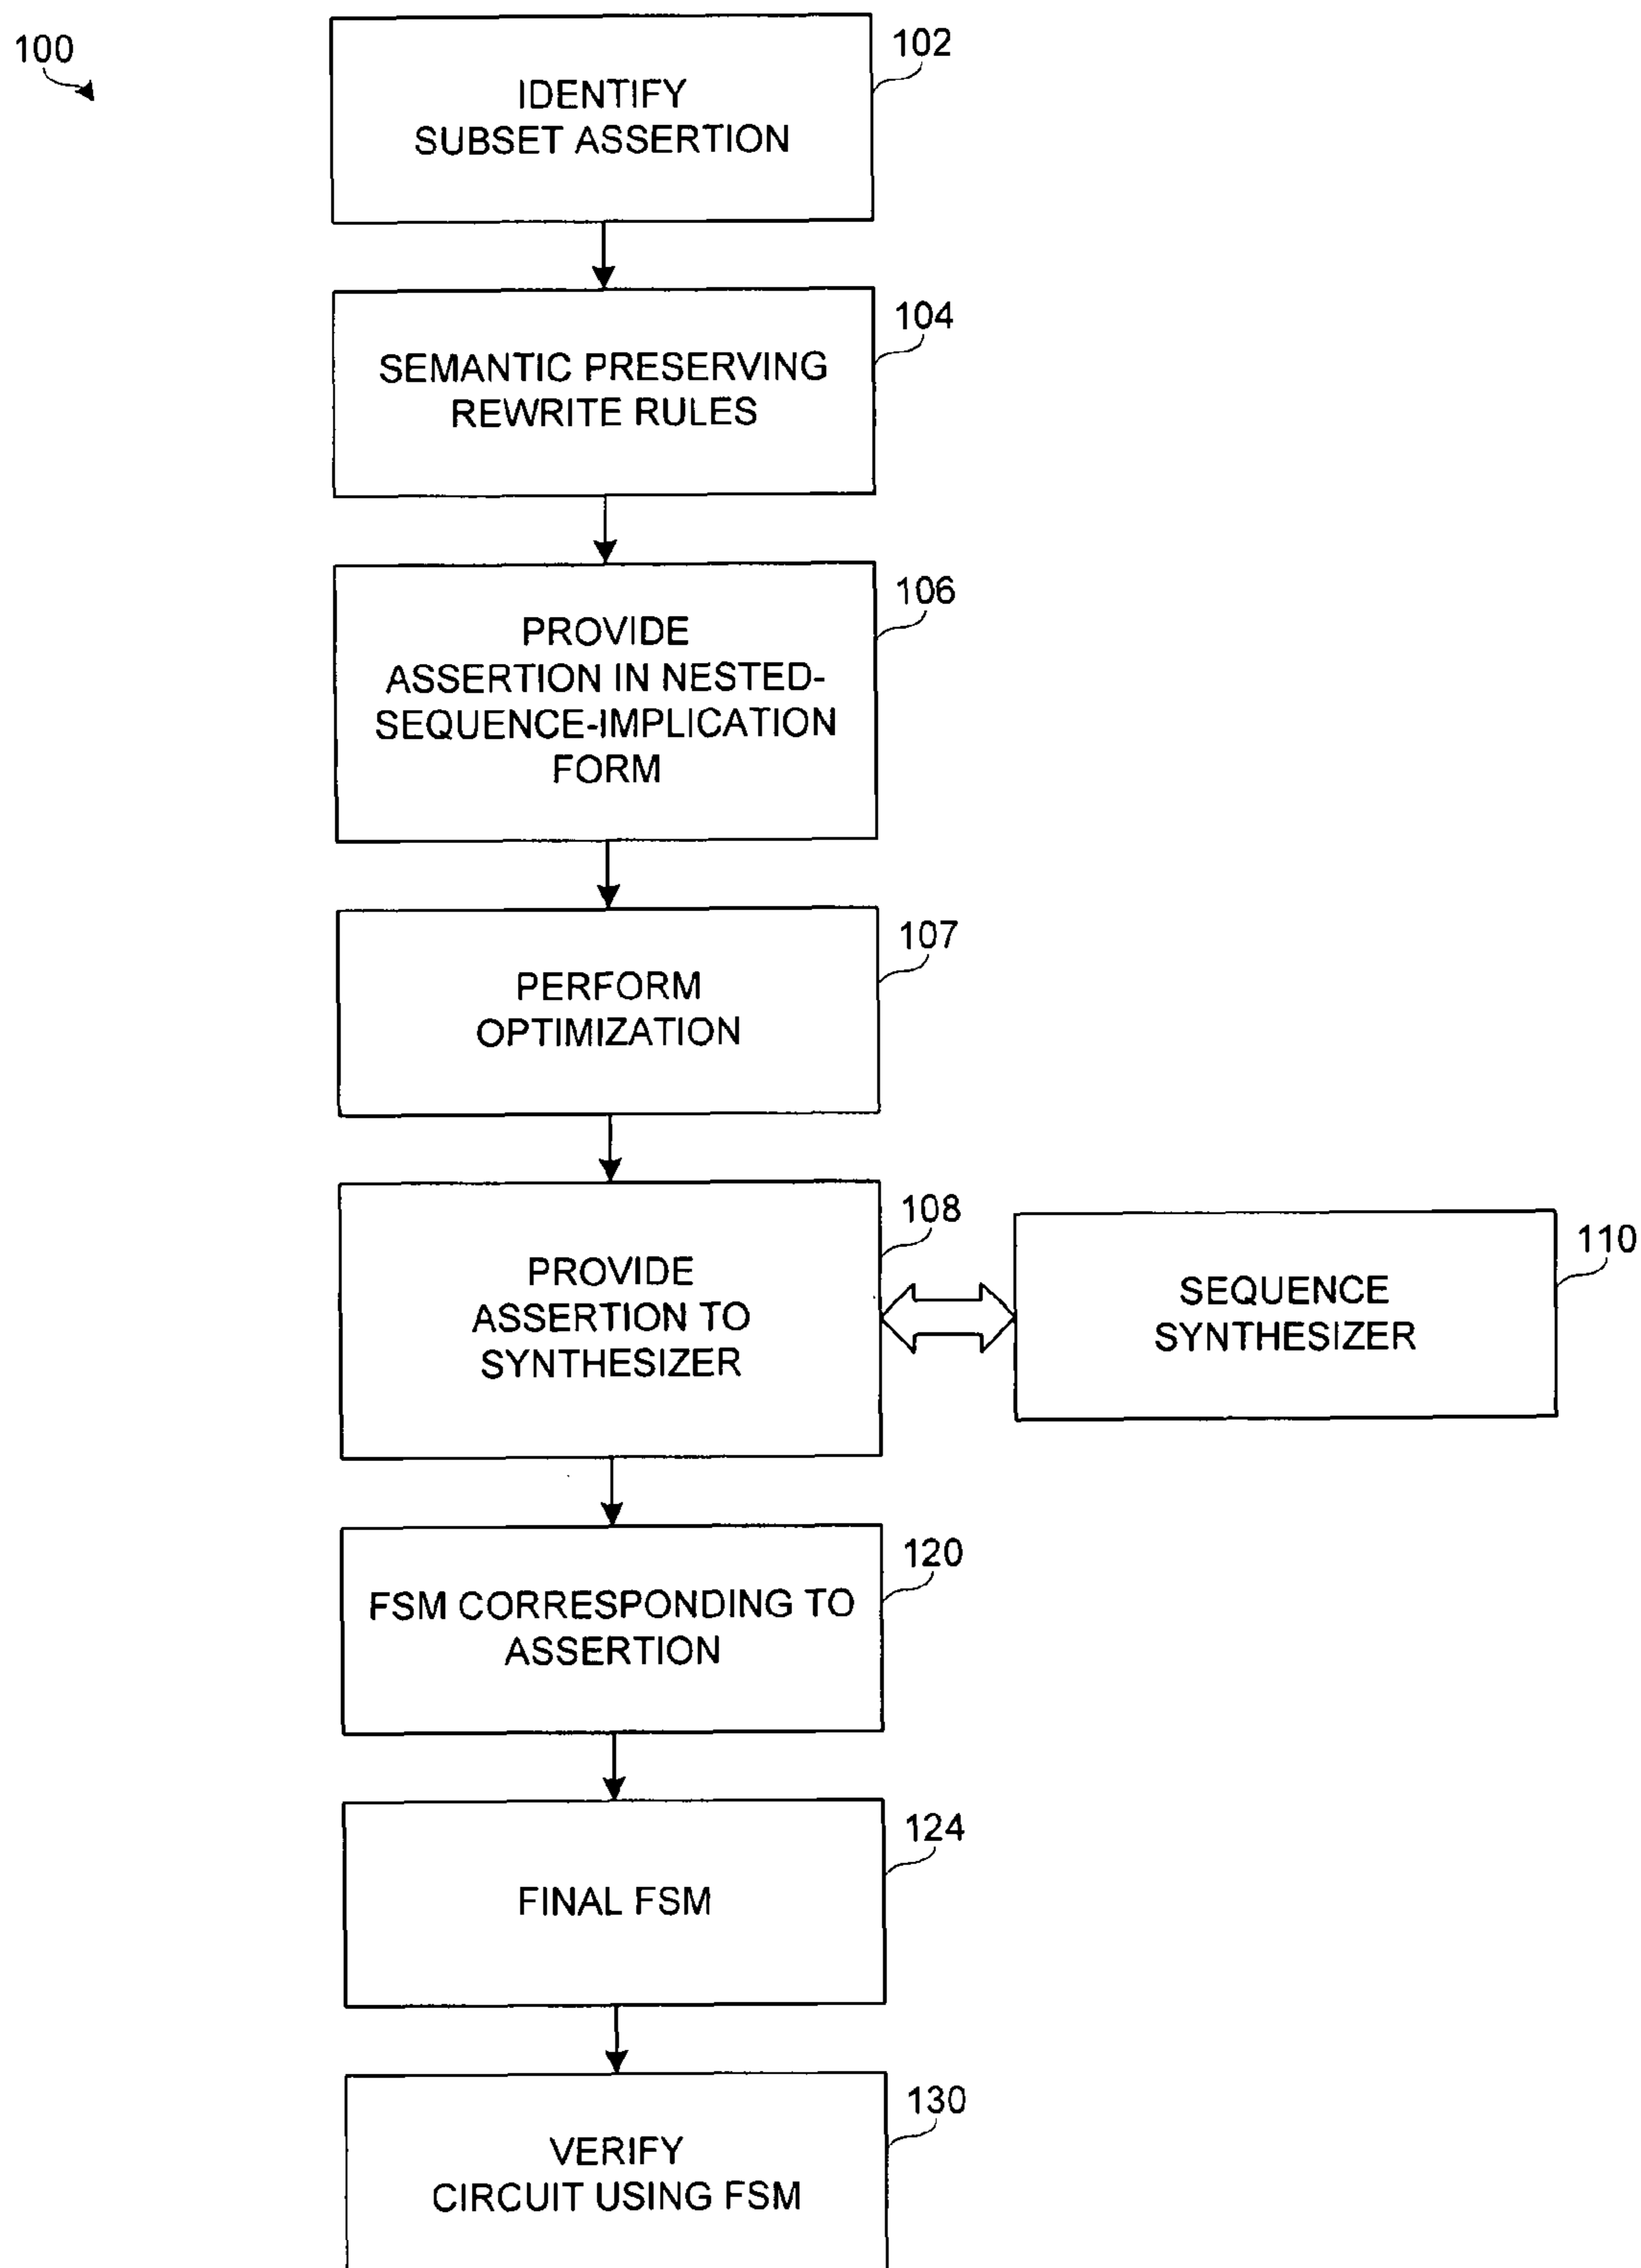 100
102
IDENTIFY
SUBSET ASSERTION
104
SEMANTIC PRESERVING
REWRITE RULES
106
PROVIDE
ASSERTION IN NESTED-
SEQUENCE-IMPLICATION
FORM
107
PERFORM
OPTIMIZATION
108
PROVIDE
ASSERTION TO
SYNTHESIZER
110
SEQUENCE
SYNTHESIZER
120
FSM CORRESPONDING TO
ASSERTION
124
FINAL FSM
130
VERIFY
CIRCUIT USING FSM